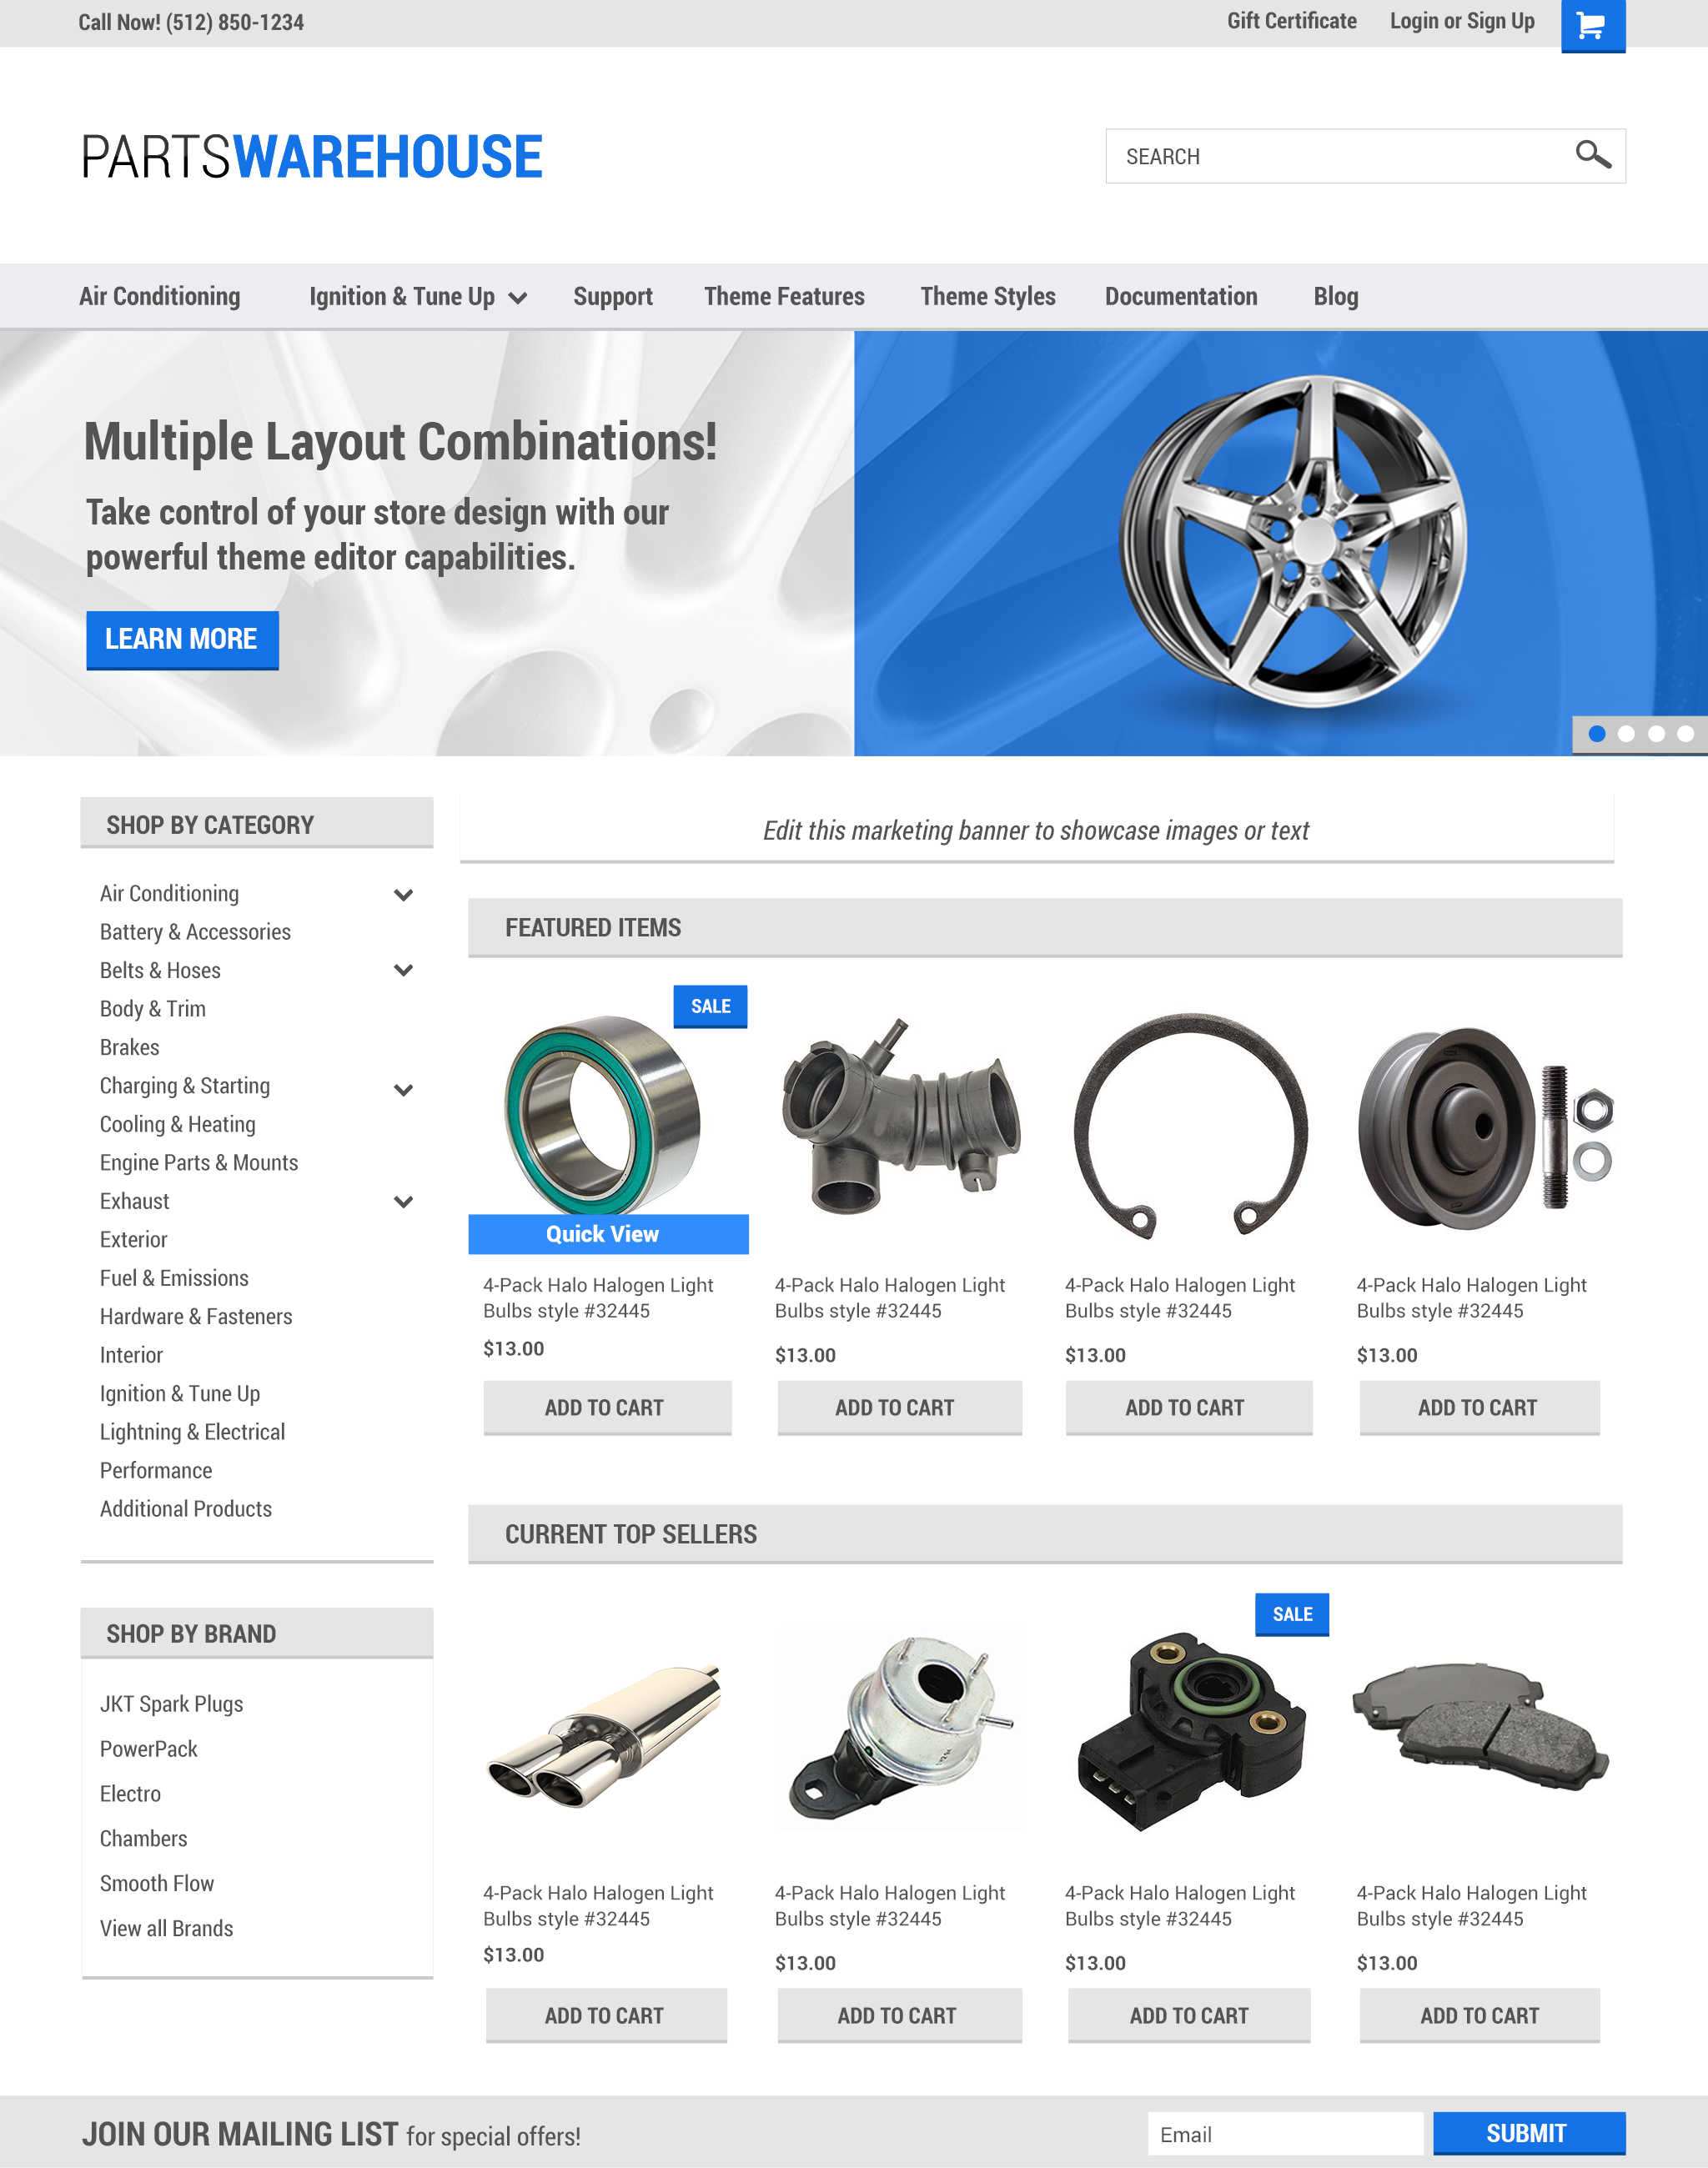 Call Now! (512) 850-1234
Gift Certificate
Login or Sign Up
PARTSWAREHOUSE
SEARCH
Air Conditioning
Ignition & Tune Up
Support
Theme Features
Theme Styles
Documentation
Blog
Multiple Layout Combinations!
Take control of your store design with our
powerful theme editor capabilities.
LEARN MORE
SHOP BY CATEGORY
Air Conditioning
Battery & Accessories
Belts & Hoses
Body & Trim
Brakes
Charging & Starting
Cooling & Heating
Engine Parts & Mounts
Exhaust
Exterior
Fuel & Emissions
Hardware & Fasteners
Interior
Ignition & Tune Up
Lightning & Electrical
Performance
Additional Products
SHOP BY BRAND
JKT Spark Plugs
PowerPack
Electro
Chambers
Smooth Flow
View all Brands
Edit this marketing banner to showcase images or text
FEATURED ITEMS
SALE
Quick View
4-Pack Halo Halogen Light
Bulbs style #32445
$13.00
ADD TO CART
4-Pack Halo Halogen Light
Bulbs style #32445
$13.00
ADD TO CART
4-Pack Halo Halogen Light
Bulbs style #32445
$13.00
ADD TO CART
4-Pack Halo Halogen Light
Bulbs style #32445
$13.00
ADD TO CART
CURRENT TOP SELLERS
4-Pack Halo Halogen Light
Bulbs style #32445
$13.00
ADD TO CART
4-Pack Halo Halogen Light
Bulbs style #32445
$13.00
ADD TO CART
SALE
4-Pack Halo Halogen Light
Bulbs style #32445
$13.00
ADD TO CART
4-Pack Halo Halogen Light
Bulbs style #32445
$13.00
ADD TO CART
JOIN OUR MAILING LIST for special offers!
Email
SUBMIT